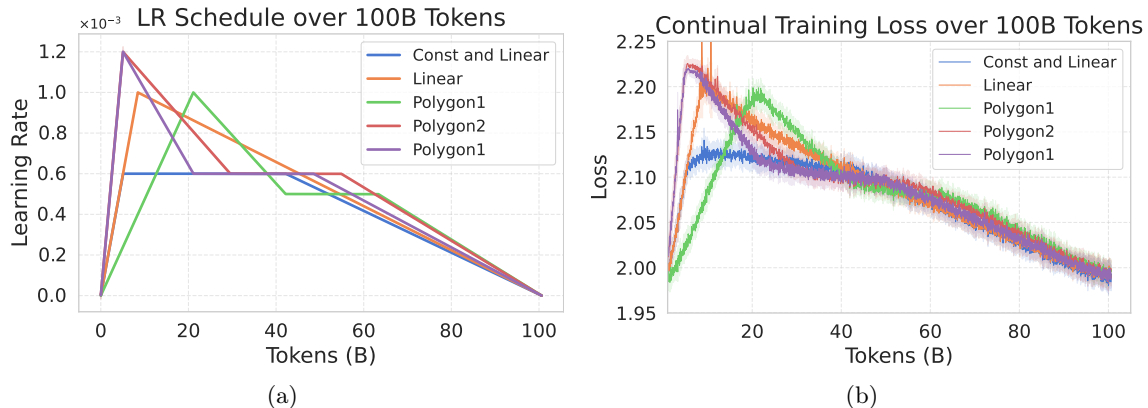 LR Schedule over 100B Tokens
×10⁻³
Learning Rate
1.2
1.0
0.8
0.6
0.4
0.2
0.0
Const and Linear
Linear
Polygon1
Polygon2
Polygon1
0
20
40
60
80
100
Tokens (B)
(a)
Continual Training Loss over 100B Tokens
Loss
2.25
2.20
2.15
2.10
2.05
2.00
1.95
Const and Linear
Linear
Polygon1
Polygon2
Polygon1
20
40
60
80
100
Tokens (B)
(b)